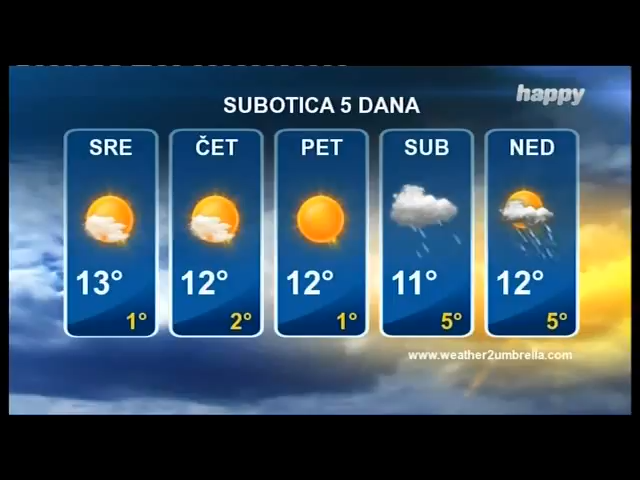 happy
SUBOTICA 5 DANA
SRE ČET PET SUB NED
13° 12° 12° 11° 12°
1° 2° 1° 5° 5°
www.weather2umbrella.com